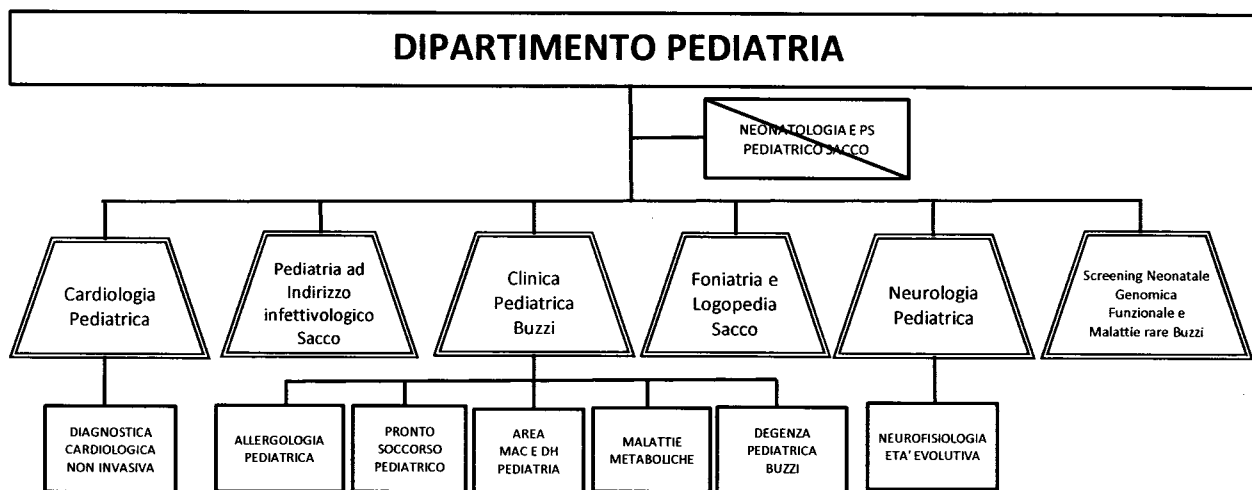 DIPARTIMENTO PEDIATRIA
NEONATOLOGIA E PS
PEDIATRICO SACCO
Cardiologia
Pediatrica
Pediatria ad
Indirizzo
infettivologico
Sacco
Clinica
Pediatrica
Buzzi
Foniatria e
Logopedia
Sacco
Neurologia
Pediatrica
Screening Neonatale
Genomica
Funzionale e
Malattie rare Buzzi
DIAGNOSTICA
CARDIOLOGICA
NON INVASIVA
ALLERGOLOGIA
PEDIATRICA
PRONTO
SOCCORSO
PEDIATRICO
AREA
MAC E DH
PEDIATRIA
MALATTIE
METABOLICHE
DEGENZA
PEDIATRICA
BUZZI
NEUROFISIOLOGIA
ETA' EVOLUTIVA